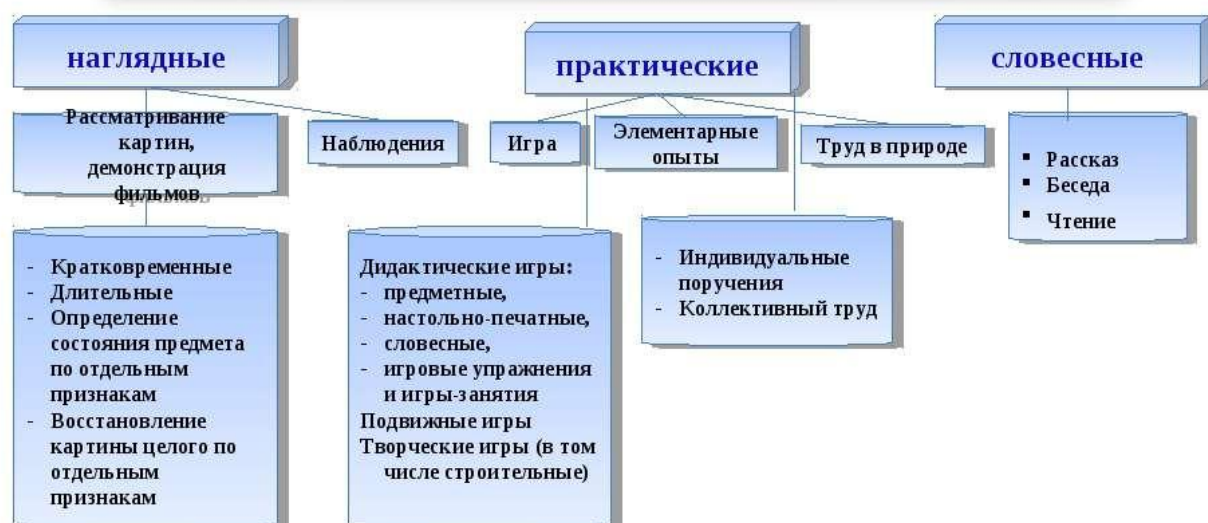 наглядные
практические
словесные
Рассматривание
картин,
демонстрация
фильмов
Наблюдения
Игра
Элементарные
опыты
Труд в природе
▪ Рассказ
▪ Беседа
▪ Чтение
- Кратковременные
- Длительные
- Определение
состояния предмета
по отдельным
признакам
- Восстановление
картины целого по
отдельным
признакам
Дидактические игры:
- предметные,
- настольно-печатные,
- словесные,
- игровые упражнения
и игры-занятия
Подвижные игры
Творческие игры (в том
числе строительные)
- Индивидуальные
поручения
- Коллективный труд